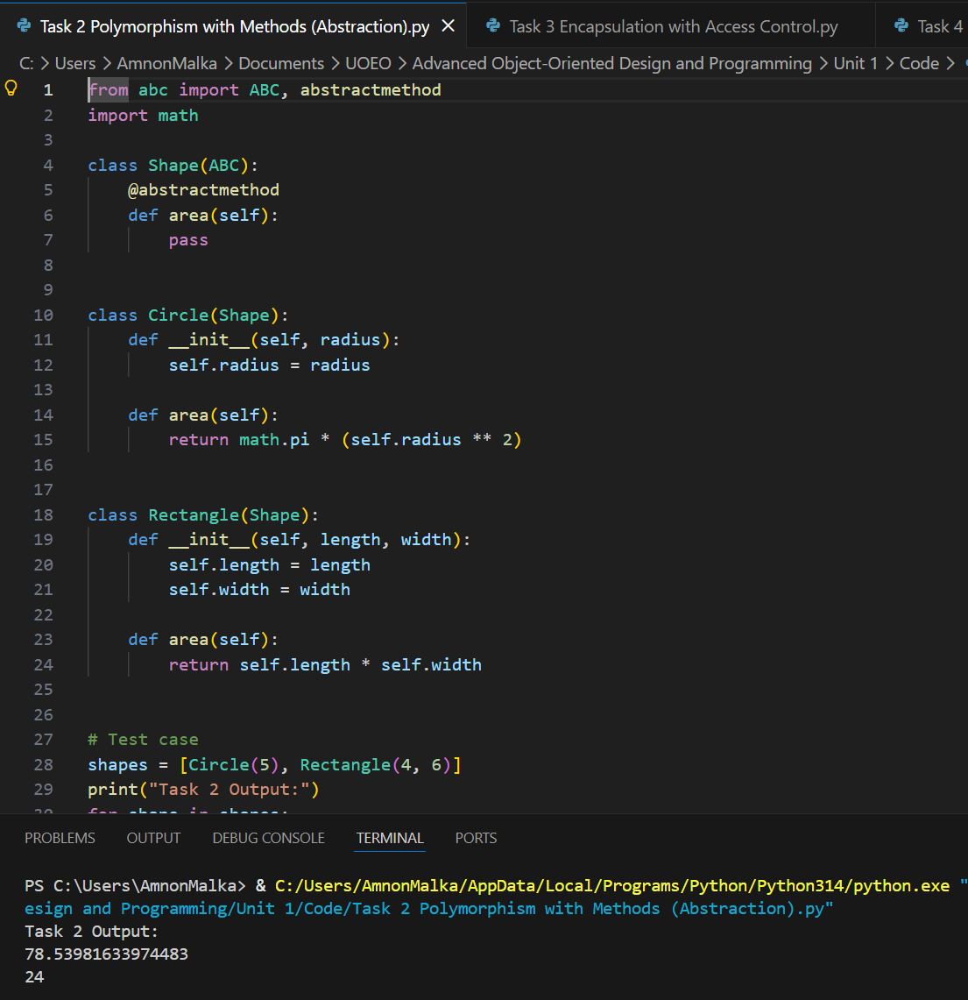 Task 2 Polymorphism with Methods (Abstraction).py Task 3 Encapsulation with Access Control.py Task 4
C: > Users > AmnonMalka > Documents > UOEO > Advanced Object-Oriented Design and Programming > Unit 1 > Code >
1 from abc import ABC, abstractmethod
2 import math
3
4 class Shape(ABC):
5     @abstractmethod
6     def area(self):
7         pass
8
9
10 class Circle(Shape):
11     def __init__(self, radius):
12         self.radius = radius
13
14     def area(self):
15         return math.pi * (self.radius ** 2)
16
17
18 class Rectangle(Shape):
19     def __init__(self, length, width):
20         self.length = length
21         self.width = width
22
23     def area(self):
24         return self.length * self.width
25
26
27 # Test case
28 shapes = [Circle(5), Rectangle(4, 6)]
29 print("Task 2 Output:")
30 for shape in shapes:
PROBLEMS OUTPUT DEBUG CONSOLE TERMINAL PORTS
PS C:\Users\AmnonMalka> & C:/Users/AmnonMalka/AppData/Local/Programs/Python/Python314/python.exe "
esign and Programming/Unit 1/Code/Task 2 Polymorphism with Methods (Abstraction).py"
Task 2 Output:
78.53981633974483
24